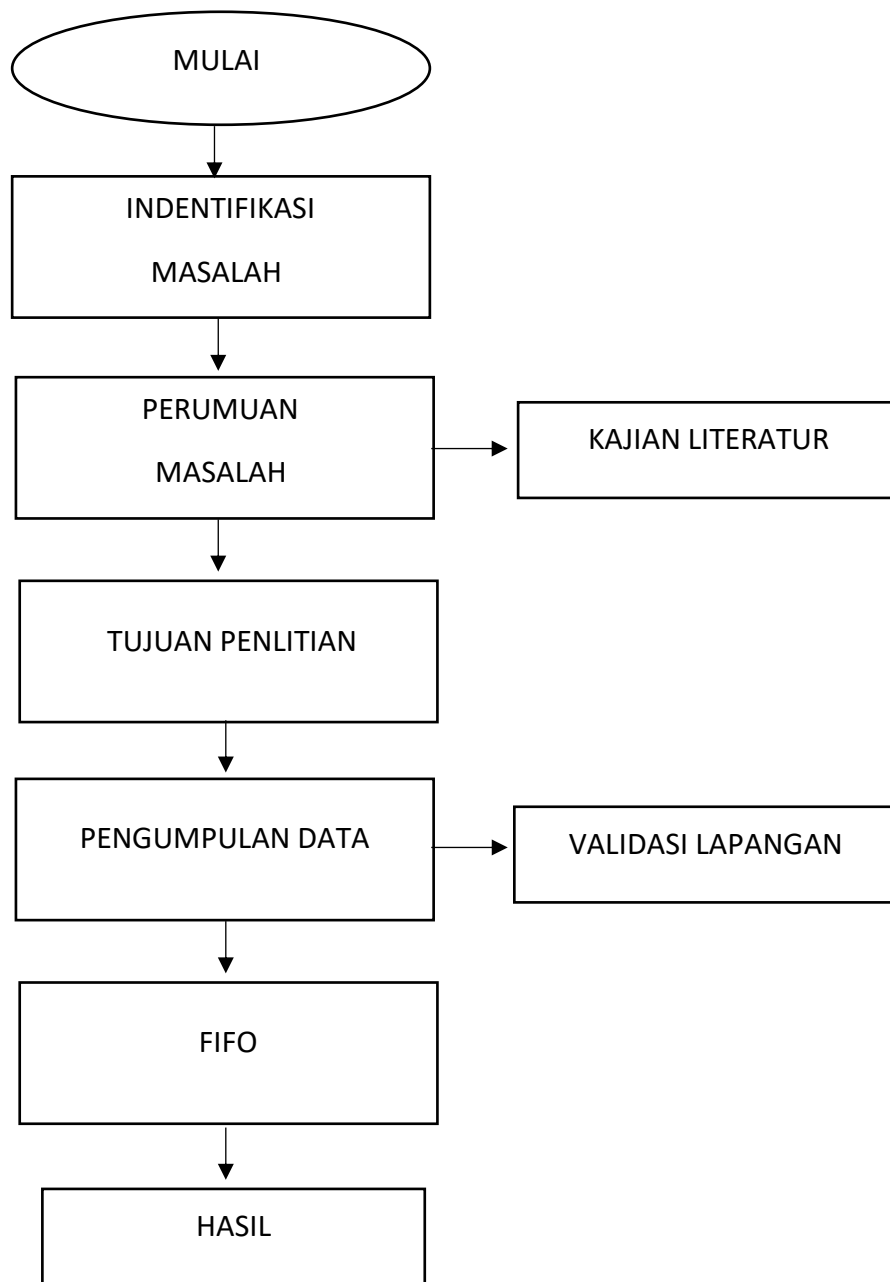 MULAI
INDENTIFIKASI
MASALAH
PERUMUAN
MASALAH
KAJIAN LITERATUR
TUJUAN PENLITIAN
PENGUMPULAN DATA
VALIDASI LAPANGAN
FIFO
HASIL